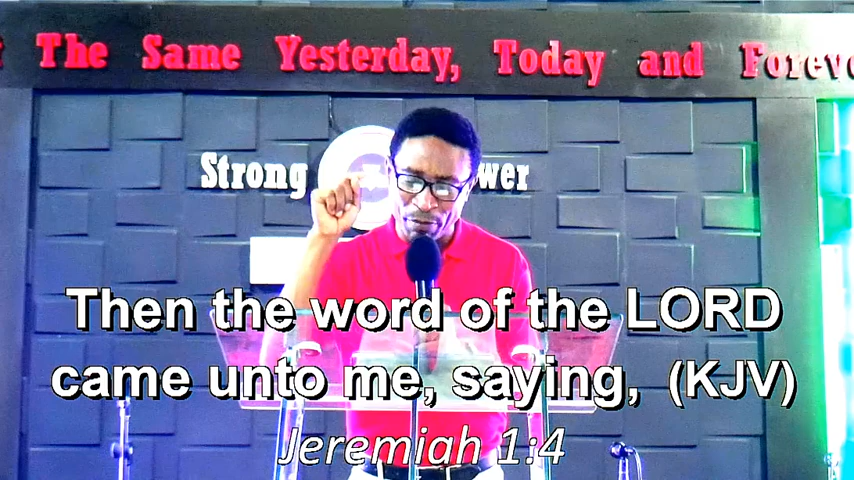 The Same Yesterday, Today and Forever
Strong
Then the word of the LORD
came unto me, saying, (KJV)
Jeremiah 1:4